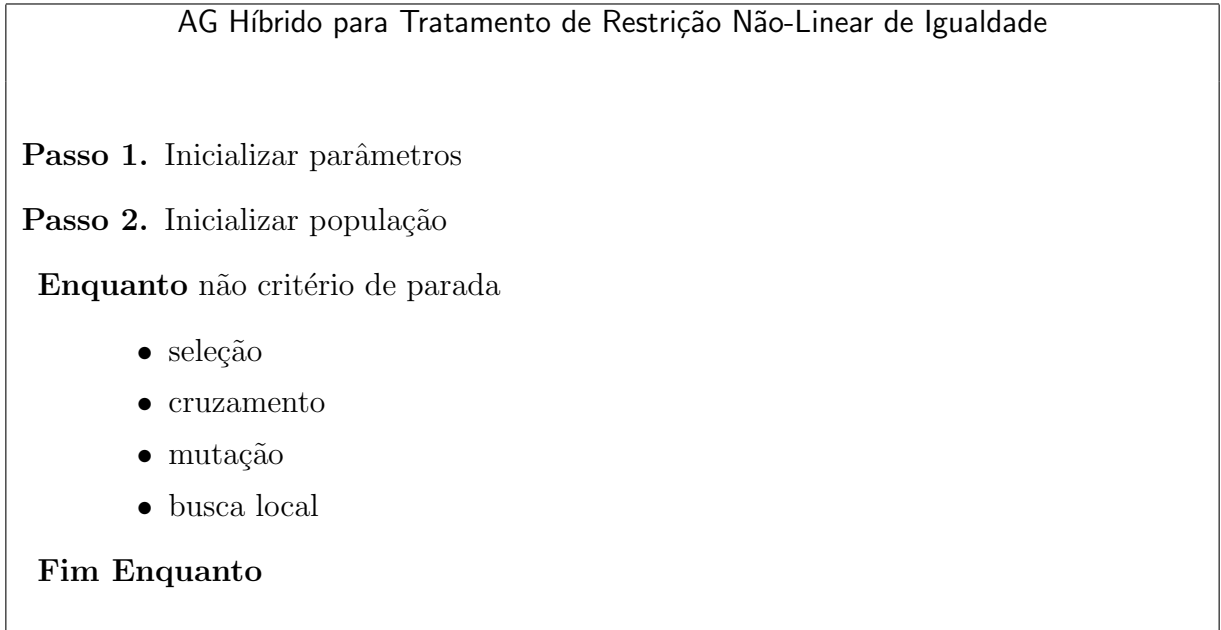 AG Híbrido para Tratamento de Restrição Não-Linear de Igualdade
Passo 1. Inicializar parâmetros
Passo 2. Inicializar população
Enquanto não critério de parada
• seleção
• cruzamento
• mutação
• busca local
Fim Enquanto